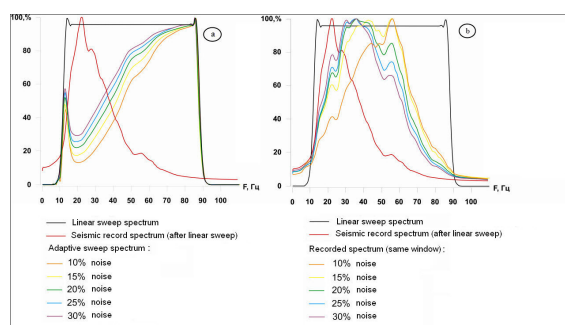 100,%
a
80
60
40
20
0
0 10 20 30 40 50 60 70 80 90 100
F, Гц
Linear sweep spectrum
Seismic record spectrum (after linear sweep)
Adaptive sweep spectrum :
10% noise
15% noise
20% noise
25% noise
30% noise
100,%
b
80
60
40
20
0
0 10 20 30 40 50 60 70 80 90 100
F, Гц
Linear sweep spectrum
Seismic record spectrum (after linear sweep)
Recorded spectrum (same window) :
10% noise
15% noise
20% noise
25% noise
30% noise